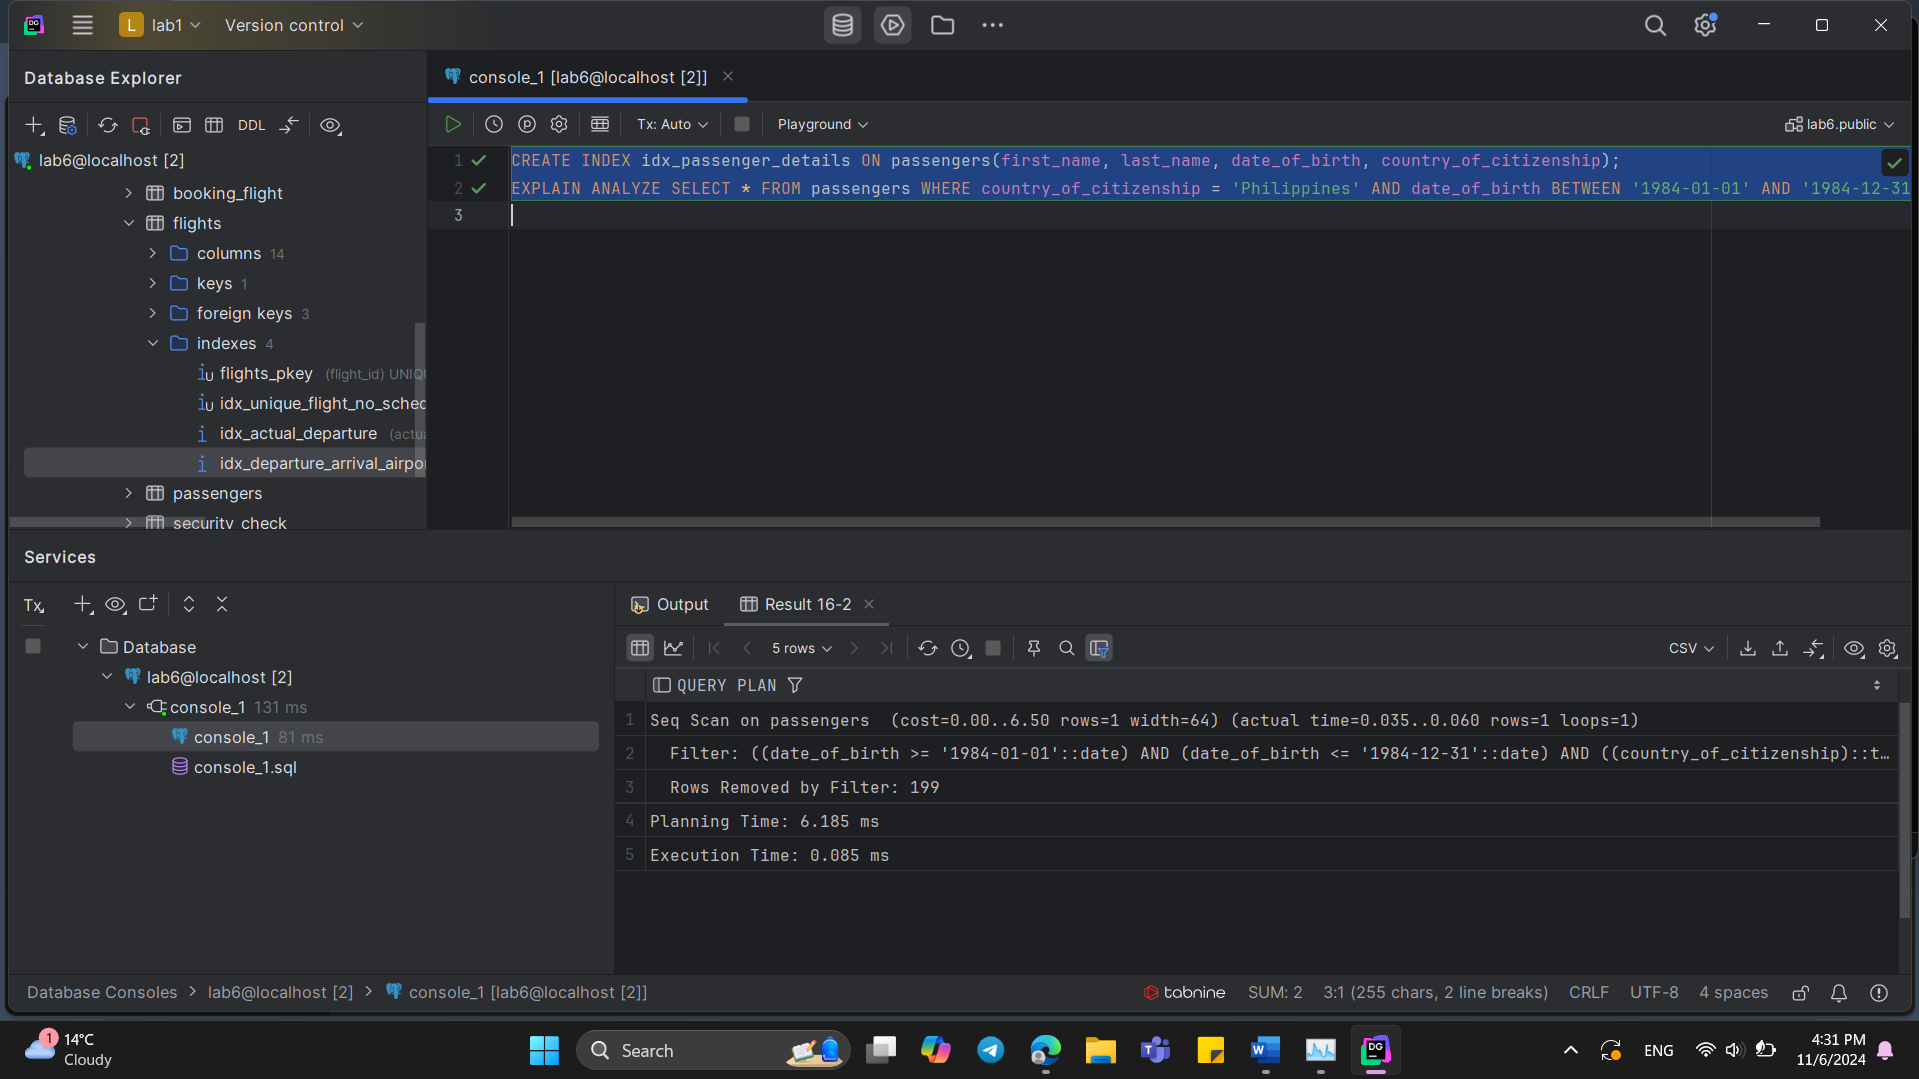 L lab1 Version control
Database Explorer
console_1 [lab6@localhost [2]]
DDL
Tx: Auto Playground lab6.public
lab6@localhost [2]
booking_flight
flights
columns 14
keys 1
foreign keys 3
indexes 4
flights_pkey (flight_id) UNIQU
idx_unique_flight_no_sched
idx_actual_departure (actua
idx_departure_arrival_airpor
passengers
security_check
1 CREATE INDEX idx_passenger_details ON passengers(first_name, last_name, date_of_birth, country_of_citizenship);
2 EXPLAIN ANALYZE SELECT * FROM passengers WHERE country_of_citizenship = 'Philippines' AND date_of_birth BETWEEN '1984-01-01' AND '1984-12-31
3
Services
Tx
Database
lab6@localhost [2]
console_1 131 ms
console_1 81 ms
console_1.sql
Output Result 16-2
5 rows CSV
QUERY PLAN
1 Seq Scan on passengers  (cost=0.00..6.50 rows=1 width=64) (actual time=0.035..0.060 rows=1 loops=1)
2 Filter: ((date_of_birth >= '1984-01-01'::date) AND (date_of_birth <= '1984-12-31'::date) AND ((country_of_citizenship)::t…
3 Rows Removed by Filter: 199
4 Planning Time: 6.185 ms
5 Execution Time: 0.085 ms
Database Consoles > lab6@localhost [2] > console_1 [lab6@localhost [2]]
tabnine SUM: 2 3:1 (255 chars, 2 line breaks) CRLF UTF-8 4 spaces
1 14°C
Cloudy
Search
ENG
4:31 PM
11/6/2024